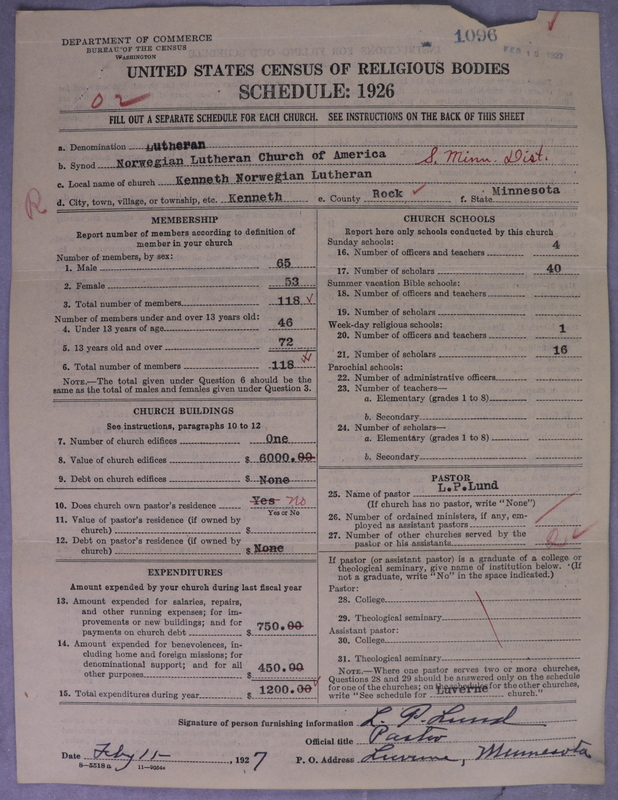 DEPARTMENT OF COMMERCE
BUREAU OF THE CENSUS
WASHINGTON
1096
FEB 15 1927
UNITED STATES CENSUS OF RELIGIOUS BODIES
SCHEDULE: 1926
FILL OUT A SEPARATE SCHEDULE FOR EACH CHURCH. SEE INSTRUCTIONS ON THE BACK OF THIS SHEET
a. Denomination Lutheran
b. Synod Norwegian Lutheran Church of America S. Minn. Dist.
c. Local name of church Kenneth Norwegian Lutheran
d. City, town, village, or township, etc. Kenneth e. County Rock f. State Minnesota
R
MEMBERSHIP
Report number of members according to definition of
member in your church
Number of members, by sex:
1. Male 65
2. Female 53
3. Total number of members 118
Number of members under and over 13 years old:
4. Under 13 years of age 46
5. 13 years old and over 72
6. Total number of members 118
NOTE.—The total given under Question 6 should be the
same as the total of males and females given under Question 3.
CHURCH BUILDINGS
See instructions, paragraphs 10 to 12
7. Number of church edifices One
8. Value of church edifices $ 6000.00
9. Debt on church edifices $ None
10. Does church own pastor's residence Yes no
Yes or No
11. Value of pastor's residence (if owned by
church) $
12. Debt on pastor's residence (if owned by
church) $ None
EXPENDITURES
Amount expended by your church during last fiscal year
13. Amount expended for salaries, repairs,
and other running expenses; for im-
provements or new buildings; and for
payments on church debt $ 750.00
14. Amount expended for benevolences, in-
cluding home and foreign missions; for
denominational support; and for all
other purposes $ 450.00
15. Total expenditures during year $ 1200.00
CHURCH SCHOOLS
Report here only schools conducted by this church
Sunday schools:
16. Number of officers and teachers 4
17. Number of scholars 40
Summer vacation Bible schools:
18. Number of officers and teachers
19. Number of scholars
Week-day religious schools:
20. Number of officers and teachers 1
21. Number of scholars 16
Parochial schools:
22. Number of administrative officers
23. Number of teachers—
a. Elementary (grades 1 to 8)
b. Secondary
24. Number of scholars—
a. Elementary (grades 1 to 8)
b. Secondary
PASTOR
25. Name of pastor L.P.Lund
(If church has no pastor, write "None")
26. Number of ordained ministers, if any, em-
ployed as assistant pastors
27. Number of other churches served by the
pastor or his assistants
If pastor (or assistant pastor) is a graduate of a college or
theological seminary, give name of institution below. (If
not a graduate, write "No" in the space indicated.)
Pastor:
28. College
29. Theological seminary
Assistant pastor:
30. College
31. Theological seminary
NOTE.—Where one pastor serves two or more churches,
Questions 28 and 29 should be answered only on the schedule
for one of the churches; on the schedules for the other churches,
write "See schedule for Luverne church."
Signature of person furnishing information L. P. Lund
Official title Pastor
Date Feby 11-, 1927 P. O. Address Luverne, Minnesota
8—5518a 11—9254a